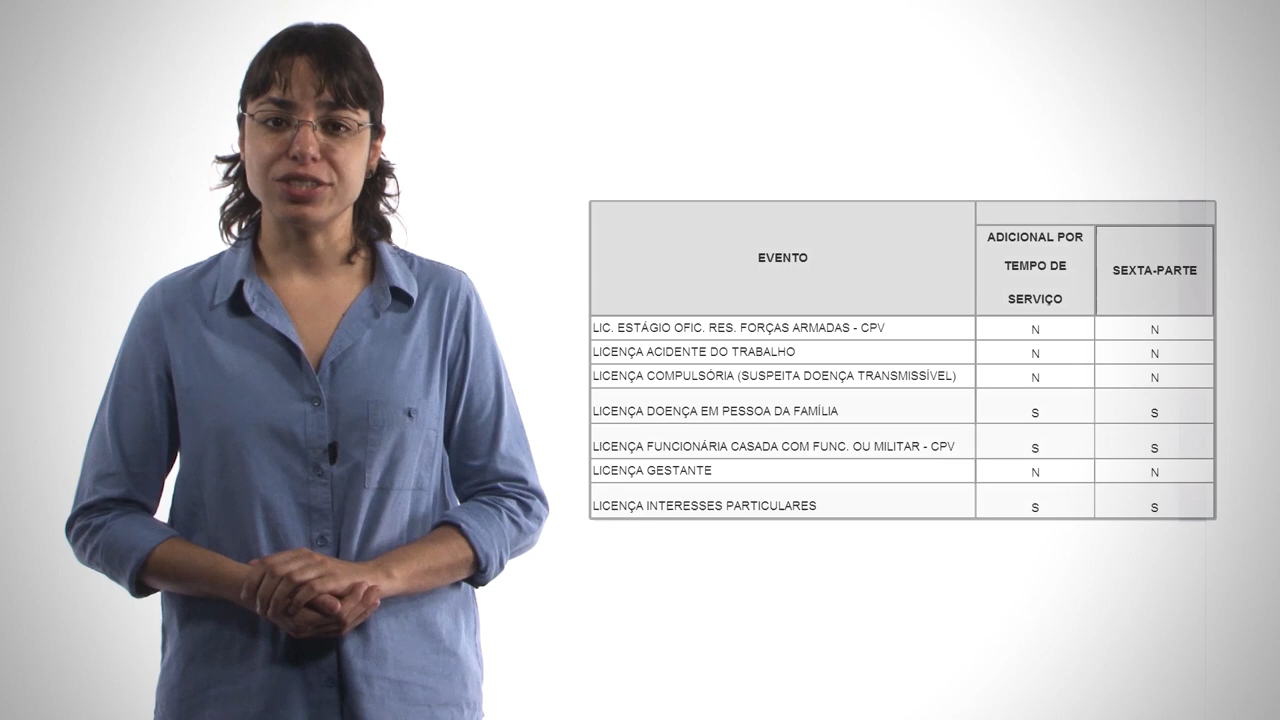 EVENTO
ADICIONAL POR
TEMPO DE
SERVIÇO
SEXTA-PARTE
LIC. ESTÁGIO OFIC. RES. FORÇAS ARMADAS - CPV N N
LICENÇA ACIDENTE DO TRABALHO N N
LICENÇA COMPULSÓRIA (SUSPEITA DOENÇA TRANSMISSÍVEL) N N
LICENÇA DOENÇA EM PESSOA DA FAMÍLIA S S
LICENÇA FUNCIONÁRIA CASADA COM FUNC. OU MILITAR - CPV S S
LICENÇA GESTANTE N N
LICENÇA INTERESSES PARTICULARES S S